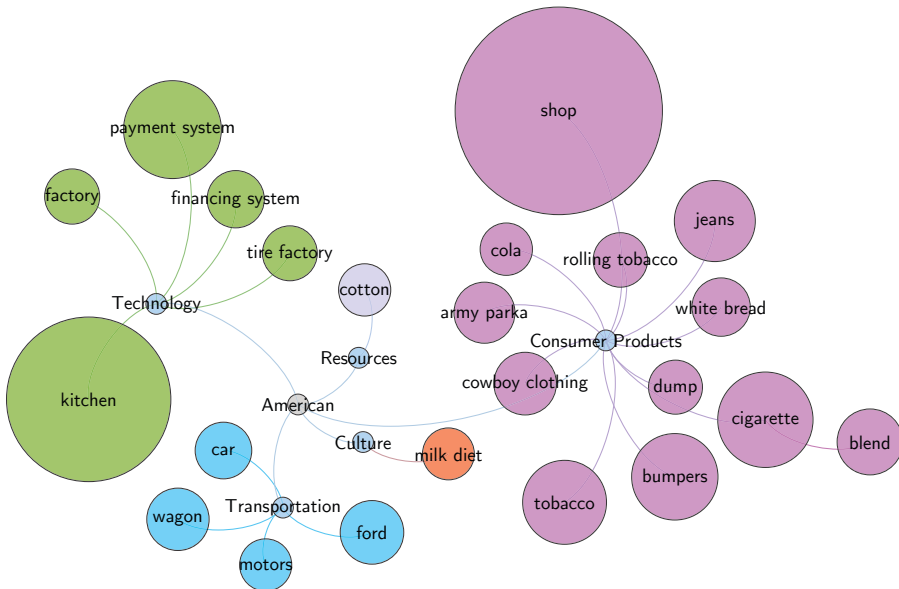 shop
payment system
factory
financing system
jeans
cola
tire factory
rolling tobacco
cotton
Technology
white bread
army parka
Consumer Products
Resources
cowboy clothing
dump
kitchen
American
cigarette
Culture
blend
car
milk diet
bumpers
tobacco
Transportation
wagon
ford
motors